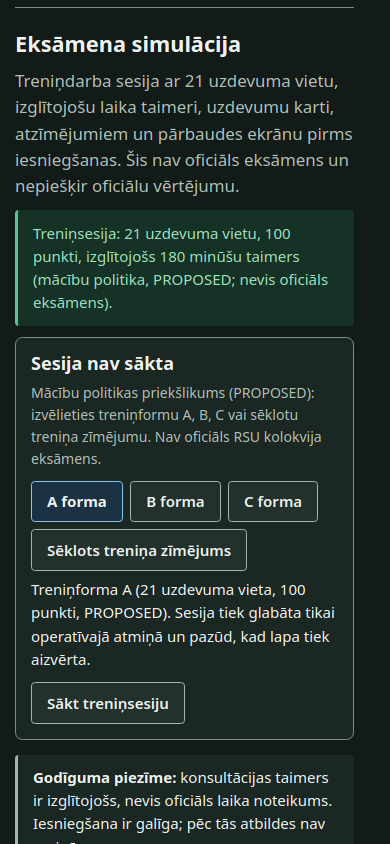 Eksāmena simulācija
Treniņdarba sesija ar 21 uzdevuma vietu,
izglītojošu laika taimeri, uzdevumu karti,
atzīmējumiem un pārbaudes ekrānu pirms
iesniegšanas. Šis nav oficiāls eksāmens un
nepiešķir oficiālu vērtējumu.
Treniņsesija: 21 uzdevuma vietu, 100
punkti, izglītojošs 180 minūšu taimers
(mācību politika, PROPOSED; nevis oficiāls
eksāmens).
Sesija nav sākta
Mācību politikas priekšlikums (PROPOSED):
izvēlieties treniņformu A, B, C vai sēklotu
treniņa zīmējumu. Nav oficiāls RSU kolokvija
eksāmens.
A forma
B forma
C forma
Sēklots treniņa zīmējums
Treniņforma A (21 uzdevuma vieta, 100
punkti, PROPOSED). Sesija tiek glabāta tikai
operatīvajā atmiņā un pazūd, kad lapa tiek
aizvērta.
Sākt treniņsesiju
Godīguma piezīme: konsultācijas taimers
ir izglītojošs, nevis oficiāls laika noteikums.
Iesniegšana ir galīga; pēc tās atbildes nav